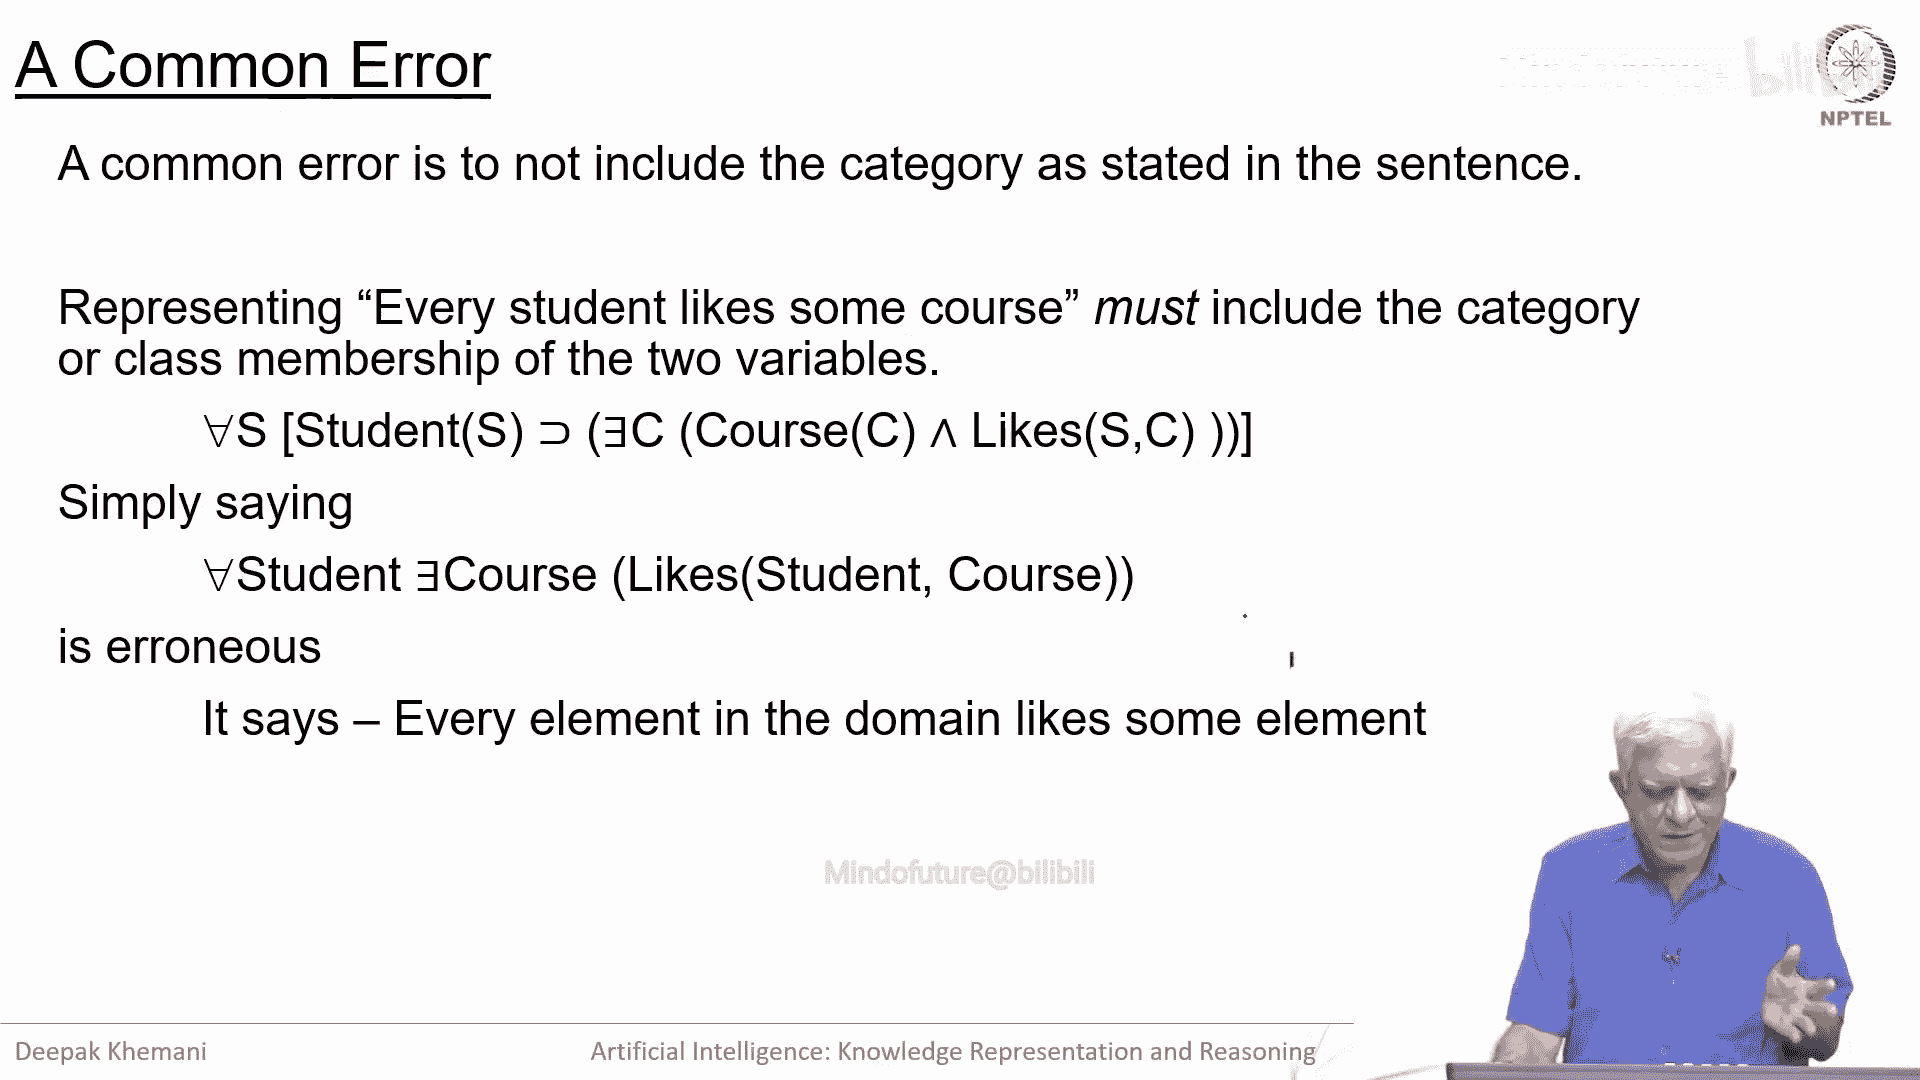 A Common Error
NPTEL
A common error is to not include the category as stated in the sentence.
Representing “Every student likes some course” must include the category
or class membership of the two variables.
∀S [Student(S) ⊃ (∃C (Course(C) ∧ Likes(S,C) ))]
Simply saying
∀Student ∃Course (Likes(Student, Course))
is erroneous
It says – Every element in the domain likes some element
Mindofuture@bilibili
Deepak Khemani
Artificial Intelligence: Knowledge Representation and Reasoning